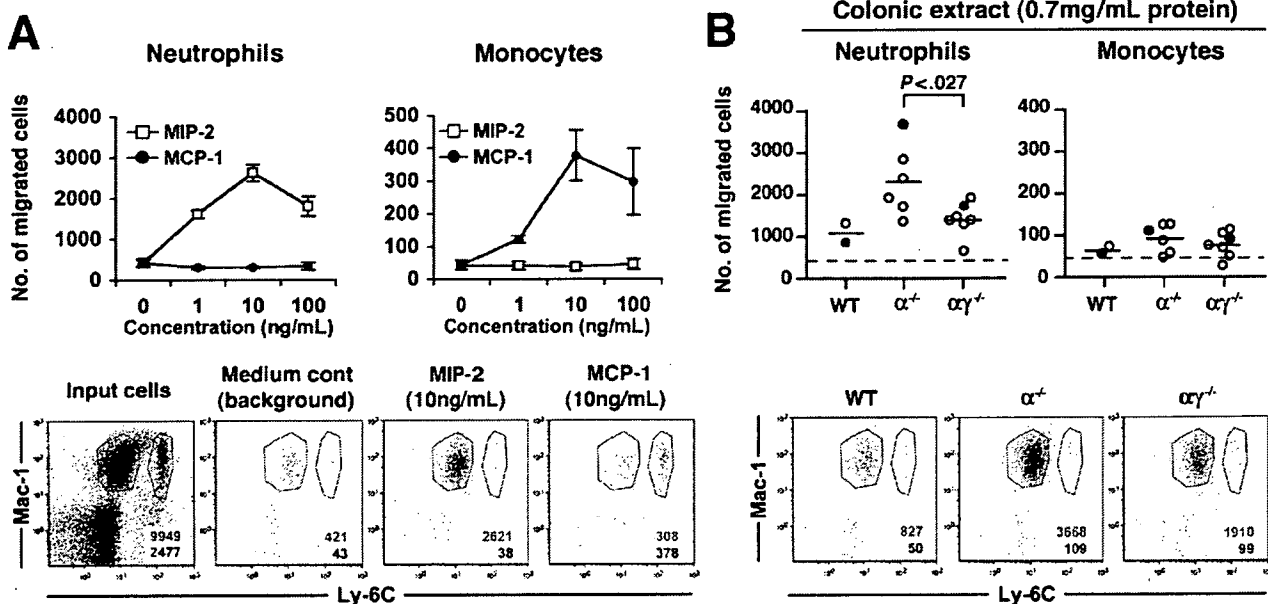 A
Neutrophils
No. of migrated cells
4000
3000
2000
1000
0
MIP-2
MCP-1
0 1 10 100
Concentration (ng/mL)
Monocytes
500
400
300
200
100
0
MIP-2
MCP-1
0 1 10 100
Concentration (ng/mL)
Input cells
Medium cont
(background)
MIP-2
(10ng/mL)
MCP-1
(10ng/mL)
Mac-1
9949
2477
421
43
2621
38
308
378
Ly-6C
B
Colonic extract (0.7mg/mL protein)
Neutrophils
P<.027
No. of migrated cells
4000
3000
2000
1000
0
WT α-/- αγ-/-
Monocytes
400
300
200
100
0
WT α-/- αγ-/-
WT
α-/-
αγ-/-
Mac-1
827
50
3668
109
1910
99
Ly-6C